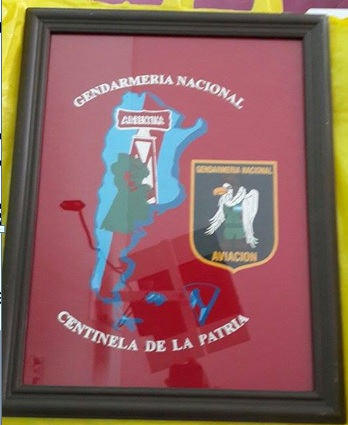 GENDARMERIA NACIONAL
ARGENTINA
GENDARMERIA NACIONAL
AVIACION
CENTINELA DE LA PATRIA